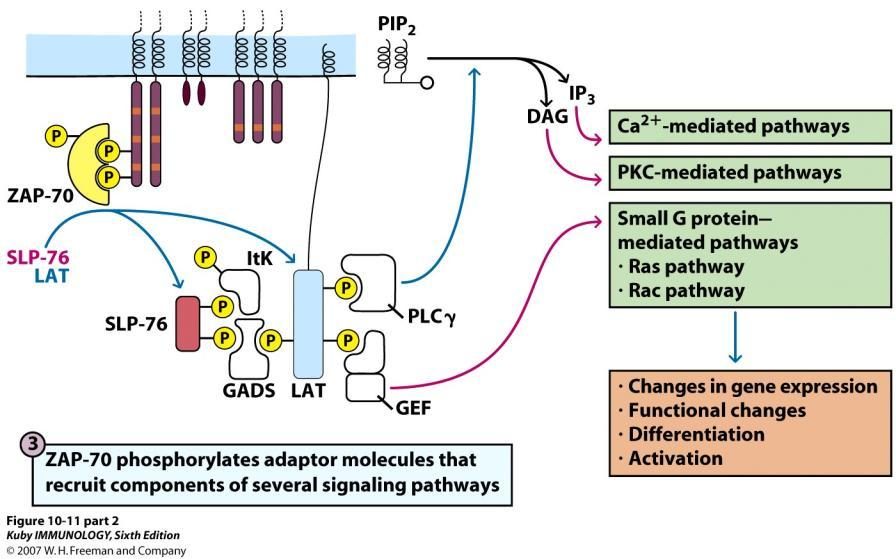 PIP2
IP3
DAG
Ca2+-mediated pathways
PKC-mediated pathways
Small G protein–
mediated pathways
· Ras pathway
· Rac pathway
P
P
P
ZAP-70
SLP-76
LAT
P
ItK
P
P
SLP-76
P
P
P
PLCγ
GADS
LAT
GEF
· Changes in gene expression
· Functional changes
· Differentiation
· Activation
3
ZAP-70 phosphorylates adaptor molecules that
recruit components of several signaling pathways
Figure 10-11 part 2
Kuby IMMUNOLOGY, Sixth Edition
© 2007 W. H. Freeman and Company